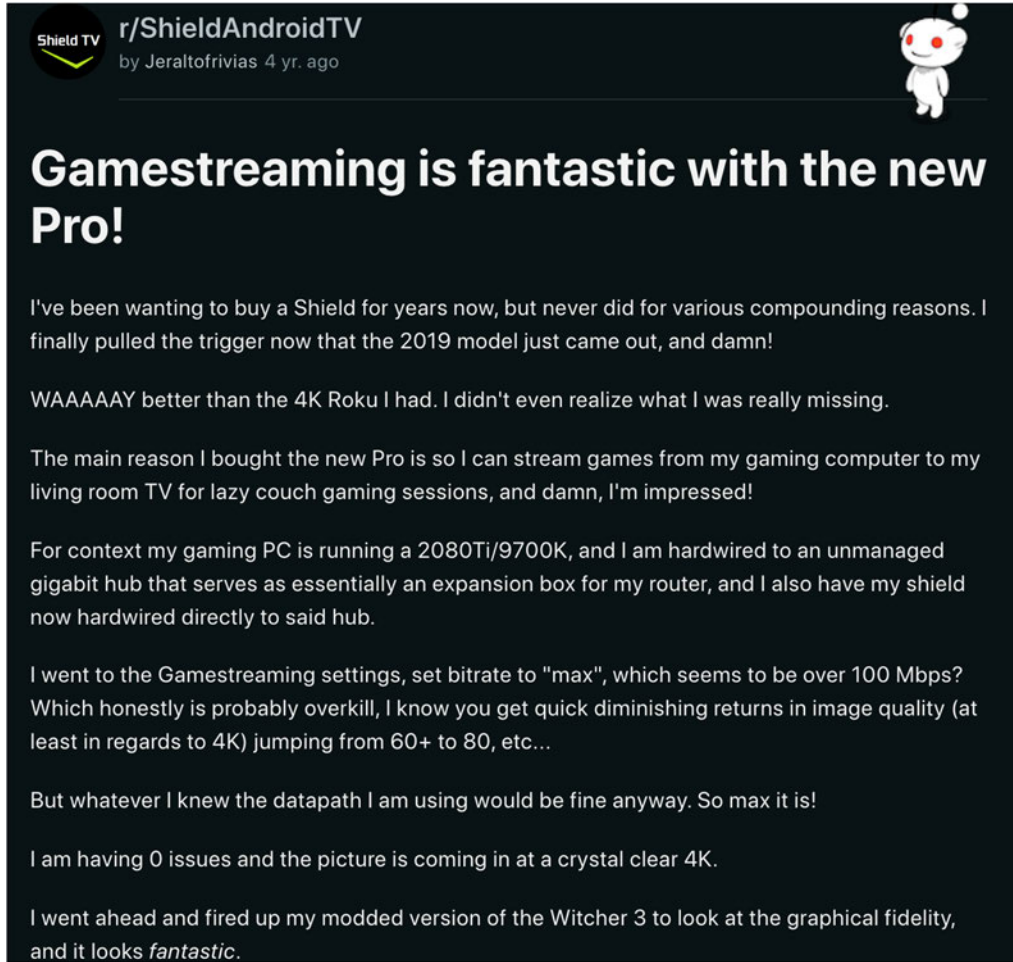 Shield TV
r/ShieldAndroidTV
by Jeraltofrivias 4 yr. ago
Gamestreaming is fantastic with the new
Pro!
I've been wanting to buy a Shield for years now, but never did for various compounding reasons. I
finally pulled the trigger now that the 2019 model just came out, and damn!
WAAAAAY better than the 4K Roku I had. I didn't even realize what I was really missing.
The main reason I bought the new Pro is so I can stream games from my gaming computer to my
living room TV for lazy couch gaming sessions, and damn, I'm impressed!
For context my gaming PC is running a 2080Ti/9700K, and I am hardwired to an unmanaged
gigabit hub that serves as essentially an expansion box for my router, and I also have my shield
now hardwired directly to said hub.
I went to the Gamestreaming settings, set bitrate to "max", which seems to be over 100 Mbps?
Which honestly is probably overkill, I know you get quick diminishing returns in image quality (at
least in regards to 4K) jumping from 60+ to 80, etc...
But whatever I knew the datapath I am using would be fine anyway. So max it is!
I am having 0 issues and the picture is coming in at a crystal clear 4K.
I went ahead and fired up my modded version of the Witcher 3 to look at the graphical fidelity,
and it looks fantastic.